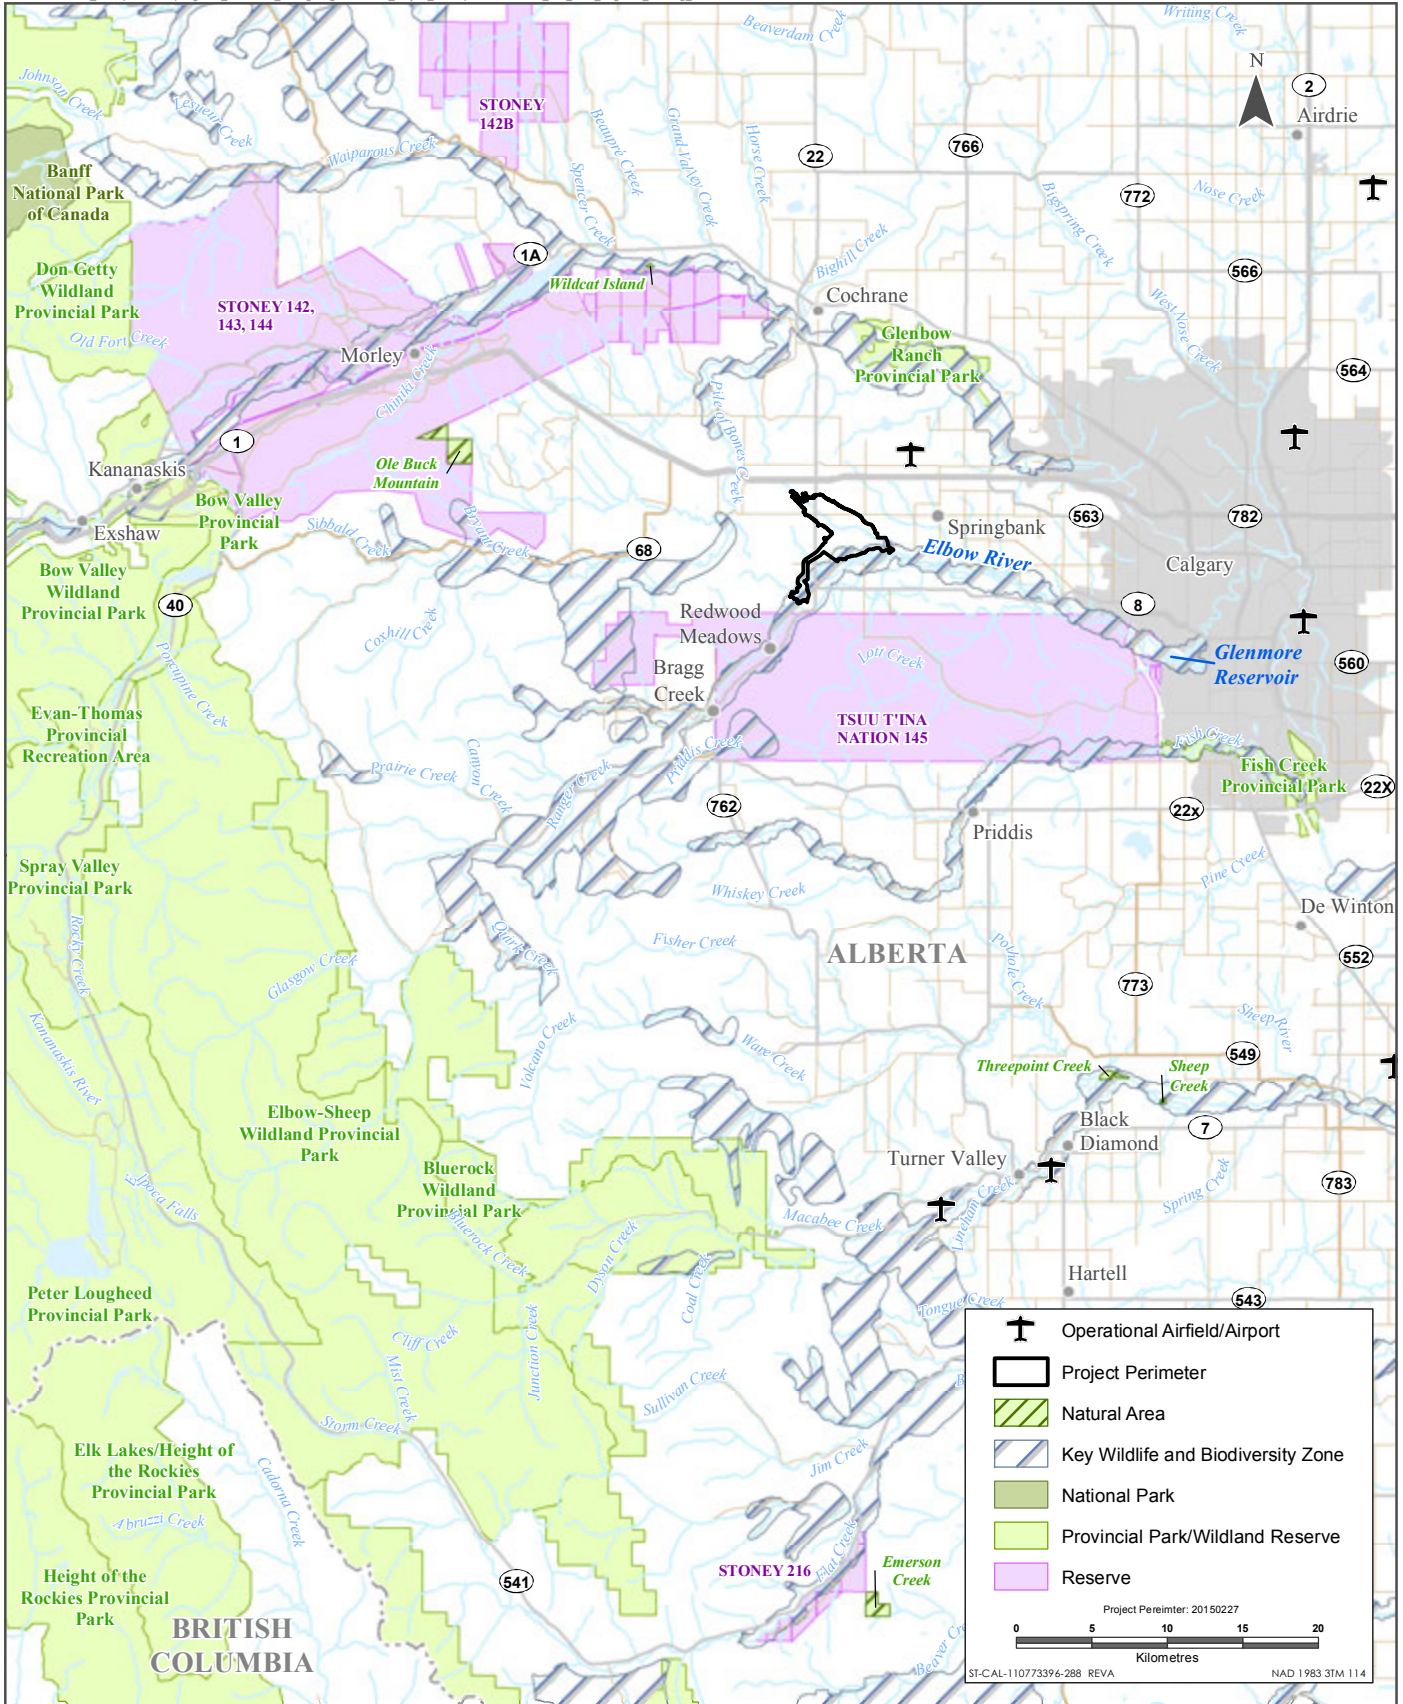 Beaverdam Creek
Writing Creek
N
2
Airdrie
Johnson Creek
Lesueur Creek
STONEY
142B
Beaupré Creek
Grand Valley Creek
Horse Creek
22
766
Waiparous Creek
Spencer Creek
Bigspring Creek
772
Nose Creek
Banff
National Park
of Canada
1A
Bighill Creek
566
Don Getty
Wildland
Provincial Park
Wildcat Island
STONEY 142,
143, 144
Cochrane
West Nose Creek
Old Fort Creek
Morley
Chiniki Creek
Glenbow
Ranch
Provincial Park
564
Pile of Bones Creek
1
Kananaskis
Ole Buck
Mountain
Bow Valley
Provincial
Park
Exshaw
Sibbald Creek
Bryant Creek
68
Springbank
563
782
Elbow River
Calgary
Bow Valley
Wildland
Provincial Park
40
Coxhill Creek
Redwood
Meadows
8
Porcupine Creek
Bragg
Creek
Lott Creek
Glenmore
Reservoir
560
Evan-Thomas
Provincial
Recreation Area
TSUU T'INA
NATION 145
Priddis Creek
Fish Creek
Prairie Creek
Canyon Creek
Ranger Creek
Fish Creek
Provincial Park
22X
762
22x
Priddis
Spray Valley
Provincial Park
Whiskey Creek
Pine Creek
De Winton
Rocky Creek
Quirk Creek
Fisher Creek
ALBERTA
Pothole Creek
552
Glasgow Creek
773
Kananaskis River
Volcano Creek
Ware Creek
Sheep River
549
Threepoint Creek
Sheep
Creek
Elbow-Sheep
Wildland Provincial
Park
Black
Diamond
7
Bluerock
Wildland
Provincial Park
Turner Valley
783
Ipoca Falls
Bluerock Creek
Dyson Creek
Macabee Creek
Lineham Creek
Spring Creek
Coal Creek
Hartell
Peter Lougheed
Provincial Park
Cliff Creek
Mist Creek
Junction Creek
Tongue Creek
543
Sullivan Creek
Storm Creek
Elk Lakes/Height of
the Rockies
Provincial Park
Cadorna Creek
Jim Creek
Abruzzi Creek
Height of the
Rockies Provincial
Park
541
STONEY 216
Flat Creek
Emerson
Creek
BRITISH
COLUMBIA
Operational Airfield/Airport
Project Perimeter
Natural Area
Key Wildlife and Biodiversity Zone
National Park
Provincial Park/Wildland Reserve
Reserve
Project Pereimter: 20150227
0 5 10 15 20
Kilometres
ST-CAL-110773396-288 REVA
NAD 1983 3TM 114